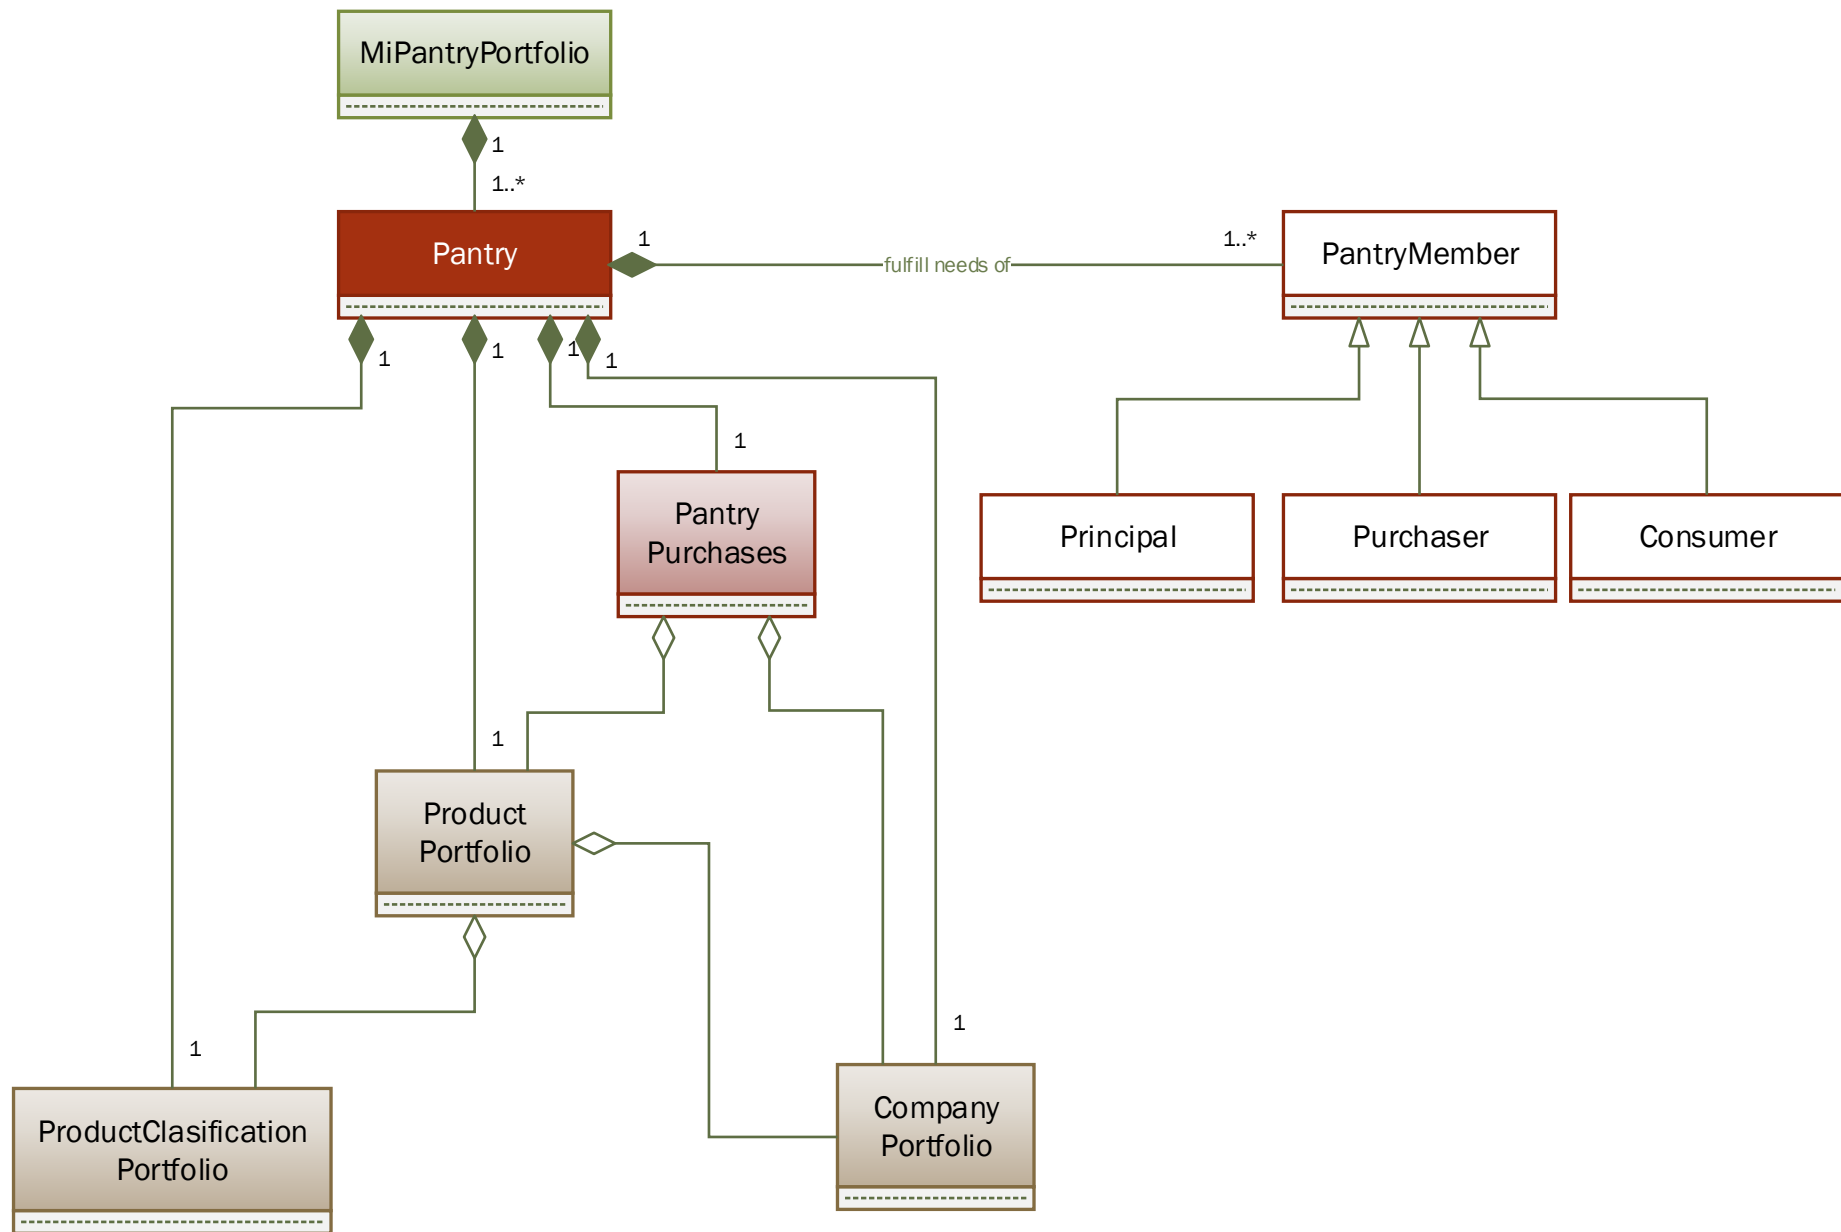 MiPantryPortfolio
1
1..*
Pantry
1
fulfill needs of
1..*
PantryMember
1
1
1
1
1
Pantry
Purchases
Principal
Purchaser
Consumer
1
Product
Portfolio
1
1
ProductClasification
Portfolio
Company
Portfolio